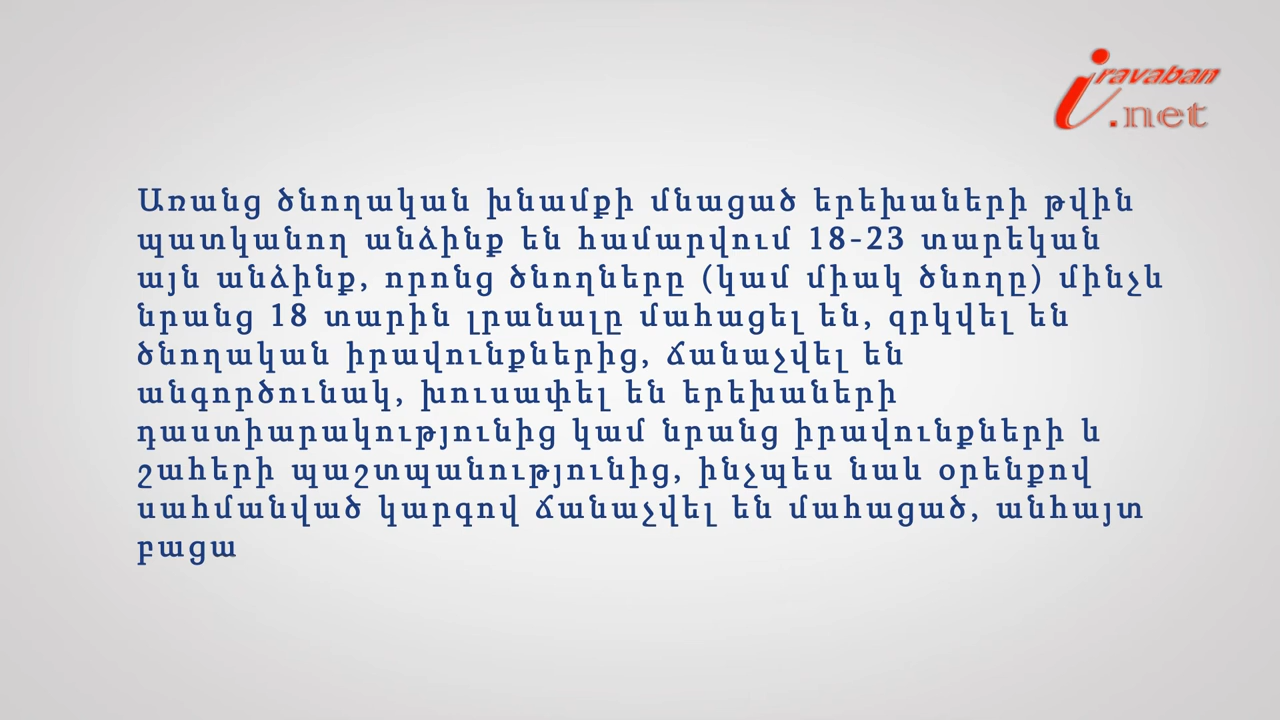 iravaban
.net
Առանց ծնողական խնամքի մնացած երեխաների թվին
պատկանող անձինք են համարվում 18-23 տարեկան
այն անձինք, որոնց ծնողները (կամ միակ ծնողը) մինչև
նրանց 18 տարին լրանալը մահացել են, զրկվել են
ծնողական իրավունքներից, ճանաչվել են
անգործունակ, խուսափել են երեխաների
դաստիարակությունից կամ նրանց իրավունքների և
շահերի պաշտպանությունից, ինչպես նաև օրենքով
սահմանված կարգով ճանաչվել են մահացած, անհայտ
բացա